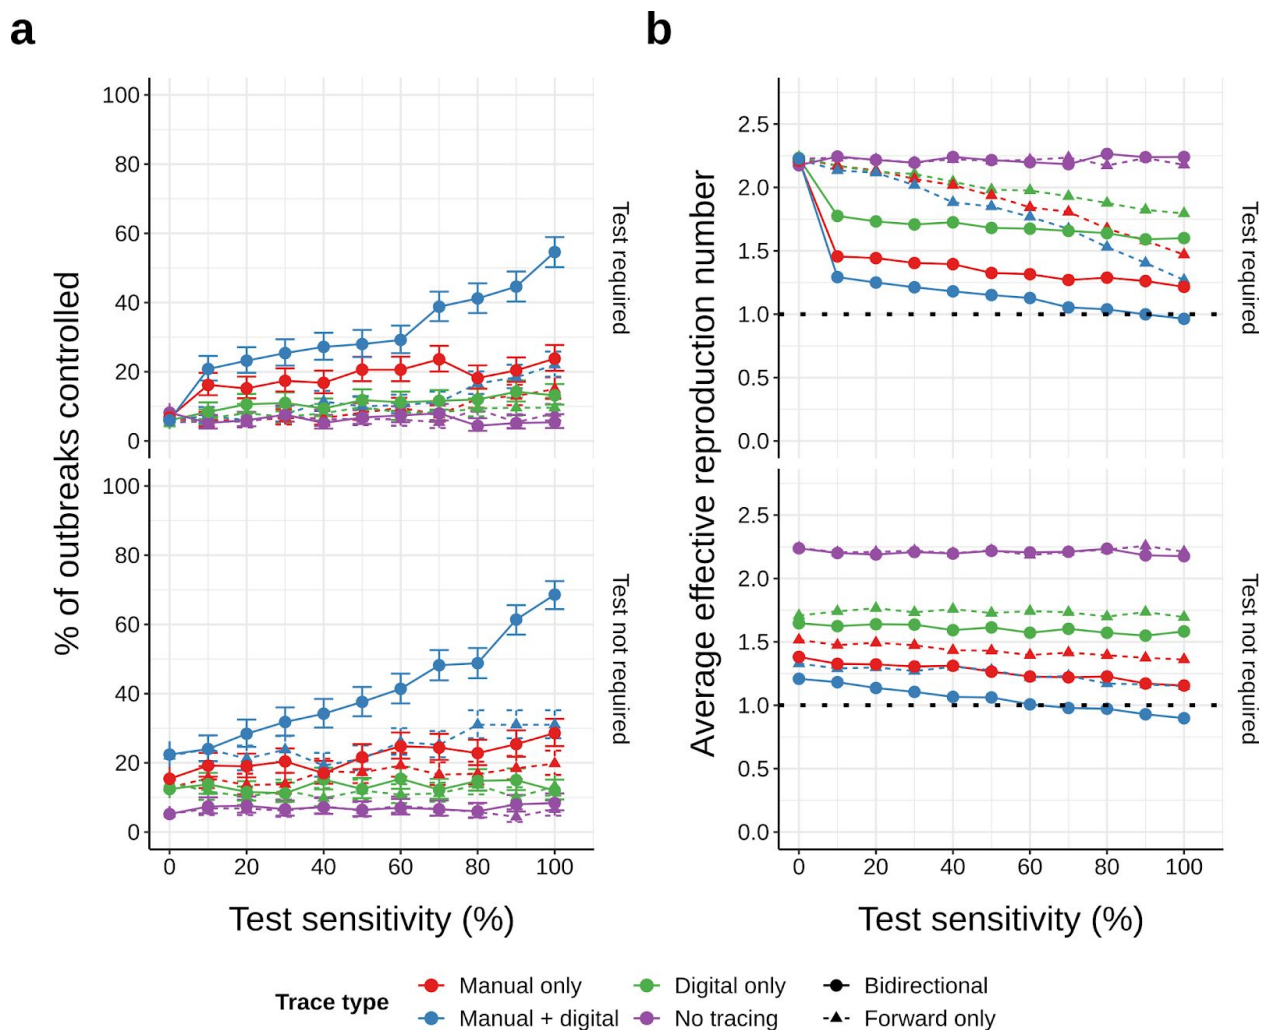 a
b
% of outbreaks controlled
100
80
60
40
20
0
Test required
100
80
60
40
20
0
Test not required
0 20 40 60 80 100
Test sensitivity (%)
Average effective reproduction number
2.5
2.0
1.5
1.0
0.5
0.0
Test required
2.5
2.0
1.5
1.0
0.5
0.0
Test not required
0 20 40 60 80 100
Test sensitivity (%)
Trace type
Manual only
Digital only
Bidirectional
Manual + digital
No tracing
Forward only